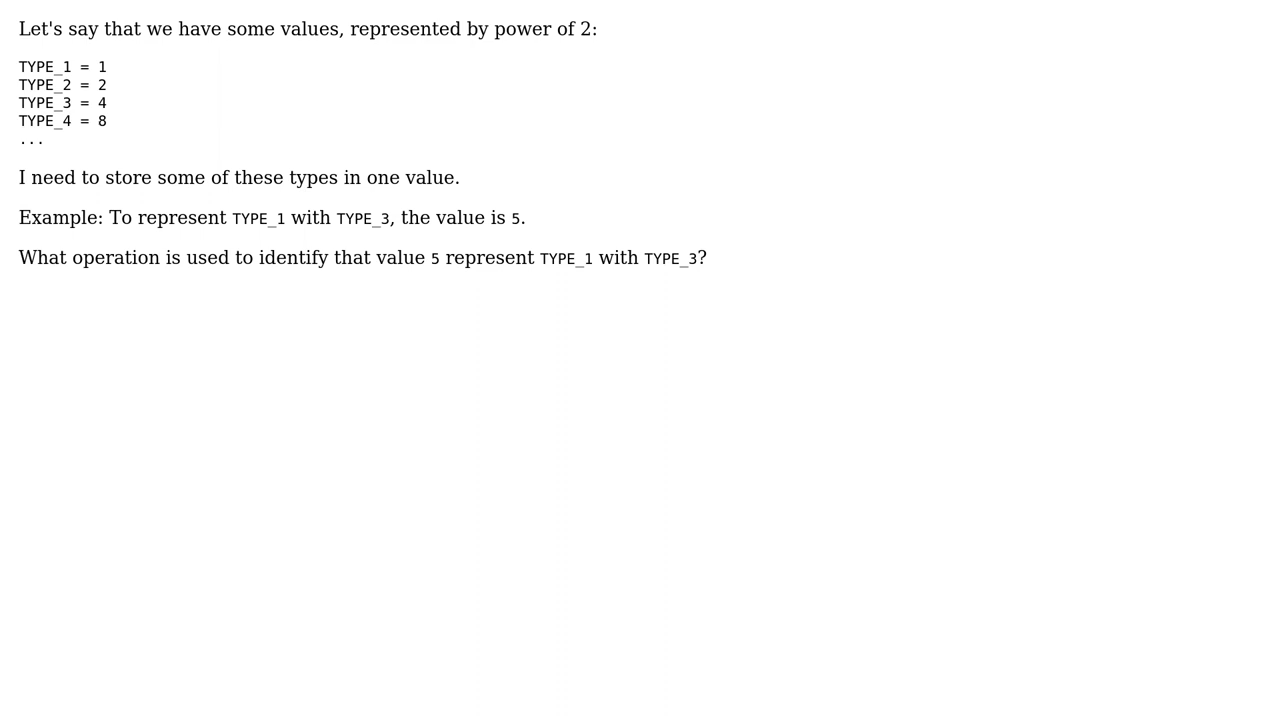 Let's say that we have some values, represented by power of 2:
TYPE_1 = 1
TYPE_2 = 2
TYPE_3 = 4
TYPE_4 = 8
...
I need to store some of these types in one value.
Example: To represent TYPE_1 with TYPE_3, the value is 5.
What operation is used to identify that value 5 represent TYPE_1 with TYPE_3?